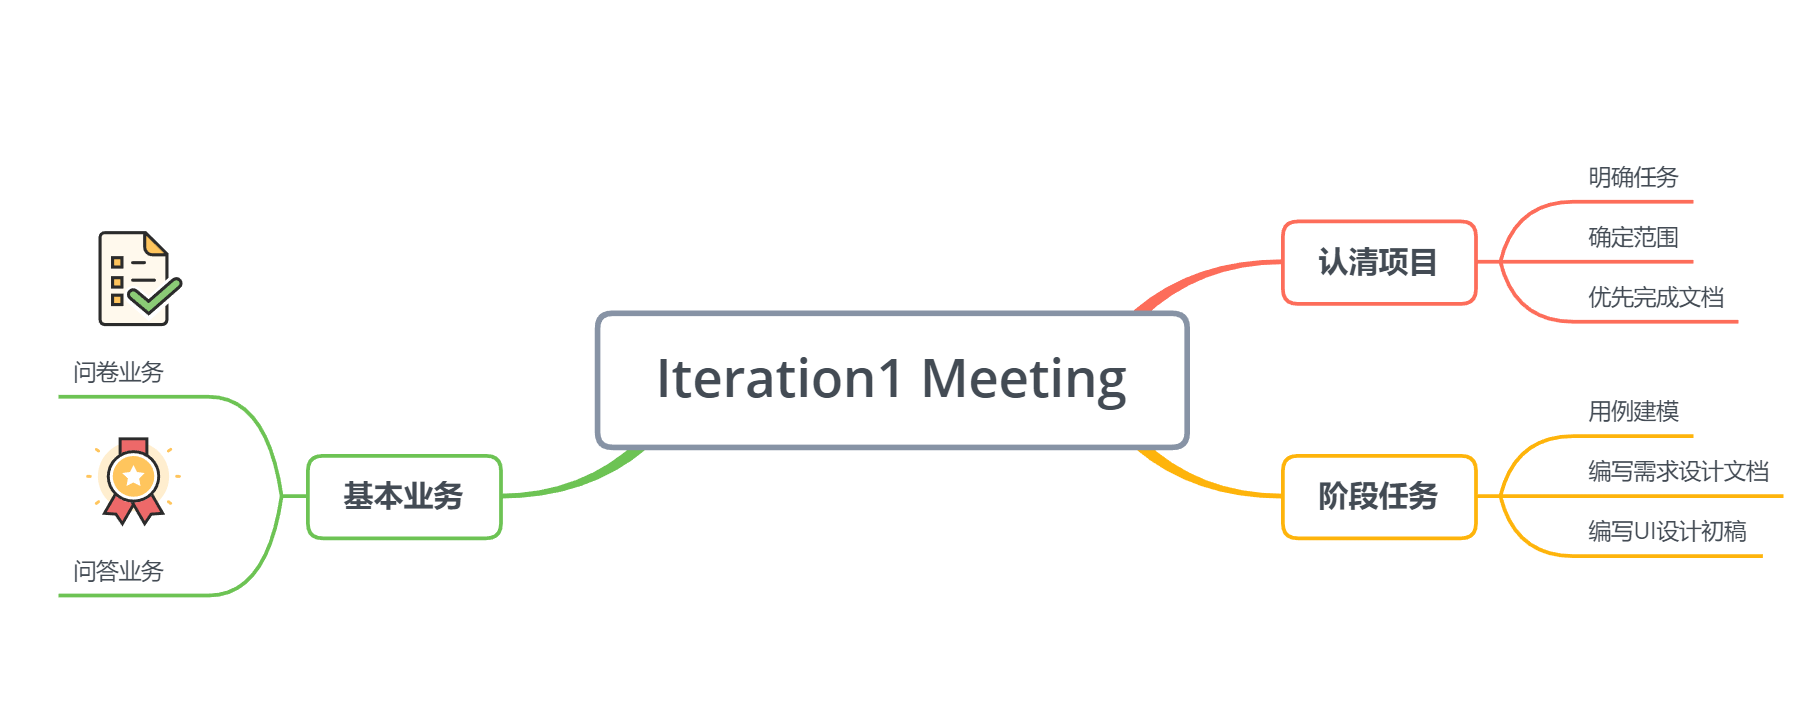 Iteration1 Meeting
认清项目
明确任务
确定范围
优先完成文档
阶段任务
用例建模
编写需求设计文档
编写UI设计初稿
基本业务
问卷业务
问答业务